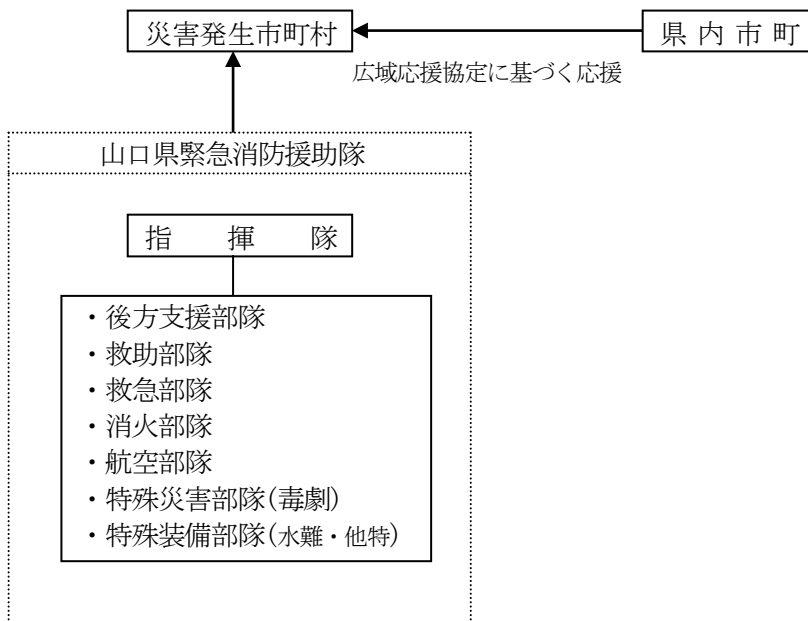 災害発生市町村
県内市町
広域応援協定に基づく応援
山口県緊急消防援助隊
指揮隊
・後方支援部隊
・救助部隊
・救急部隊
・消火部隊
・航空部隊
・特殊災害部隊(毒劇)
・特殊装備部隊(水難・他特)